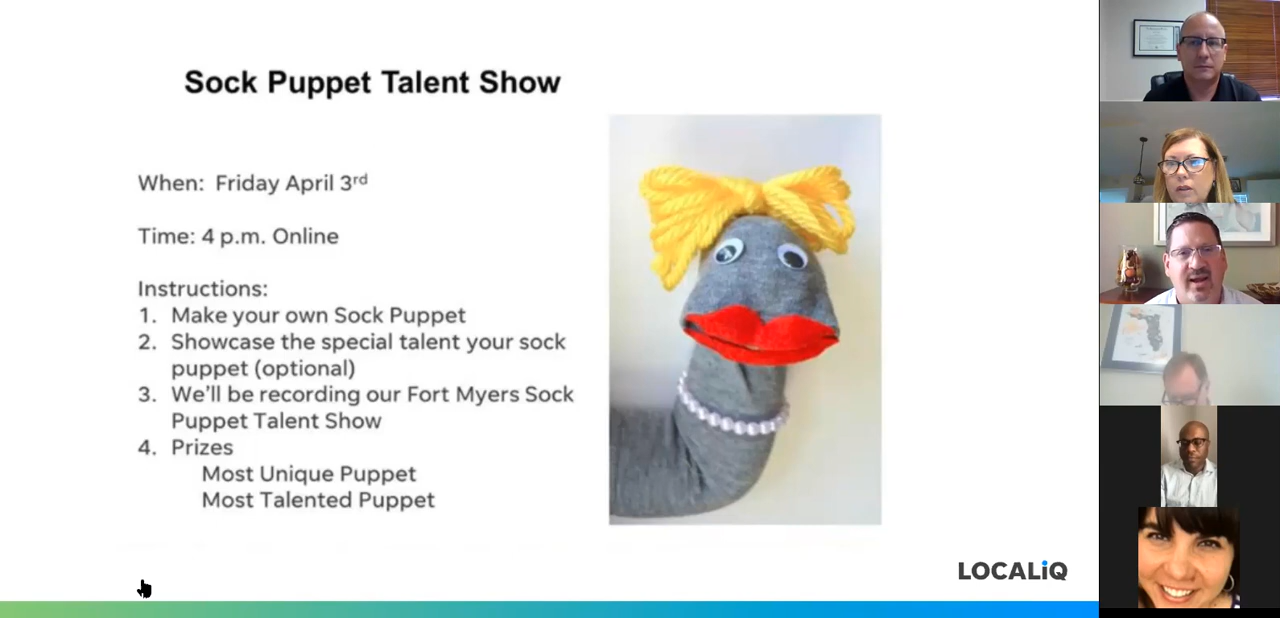 Sock Puppet Talent Show
When: Friday April 3rd
Time: 4 p.m. Online
Instructions:
1. Make your own Sock Puppet
2. Showcase the special talent your sock
puppet (optional)
3. We'll be recording our Fort Myers Sock
Puppet Talent Show
4. Prizes
Most Unique Puppet
Most Talented Puppet
LOCALiQ